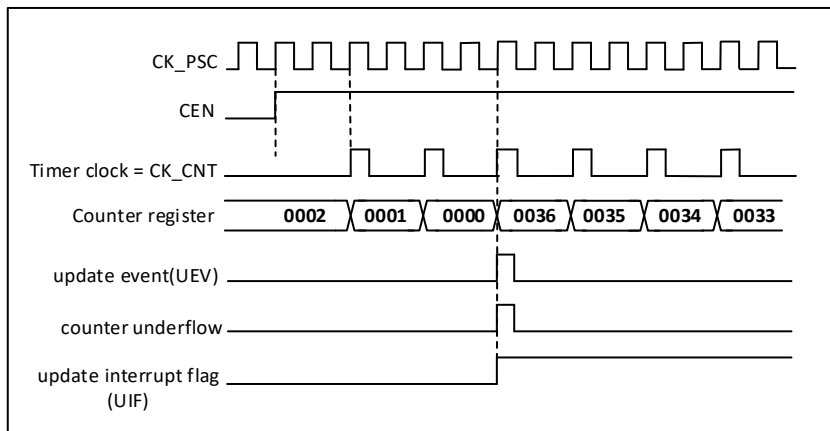 CK_PSC
CEN
Timer clock = CK_CNT
Counter register 0002 0001 0000 0036 0035 0034 0033
update event(UEV)
counter underflow
update interrupt flag
(UIF)